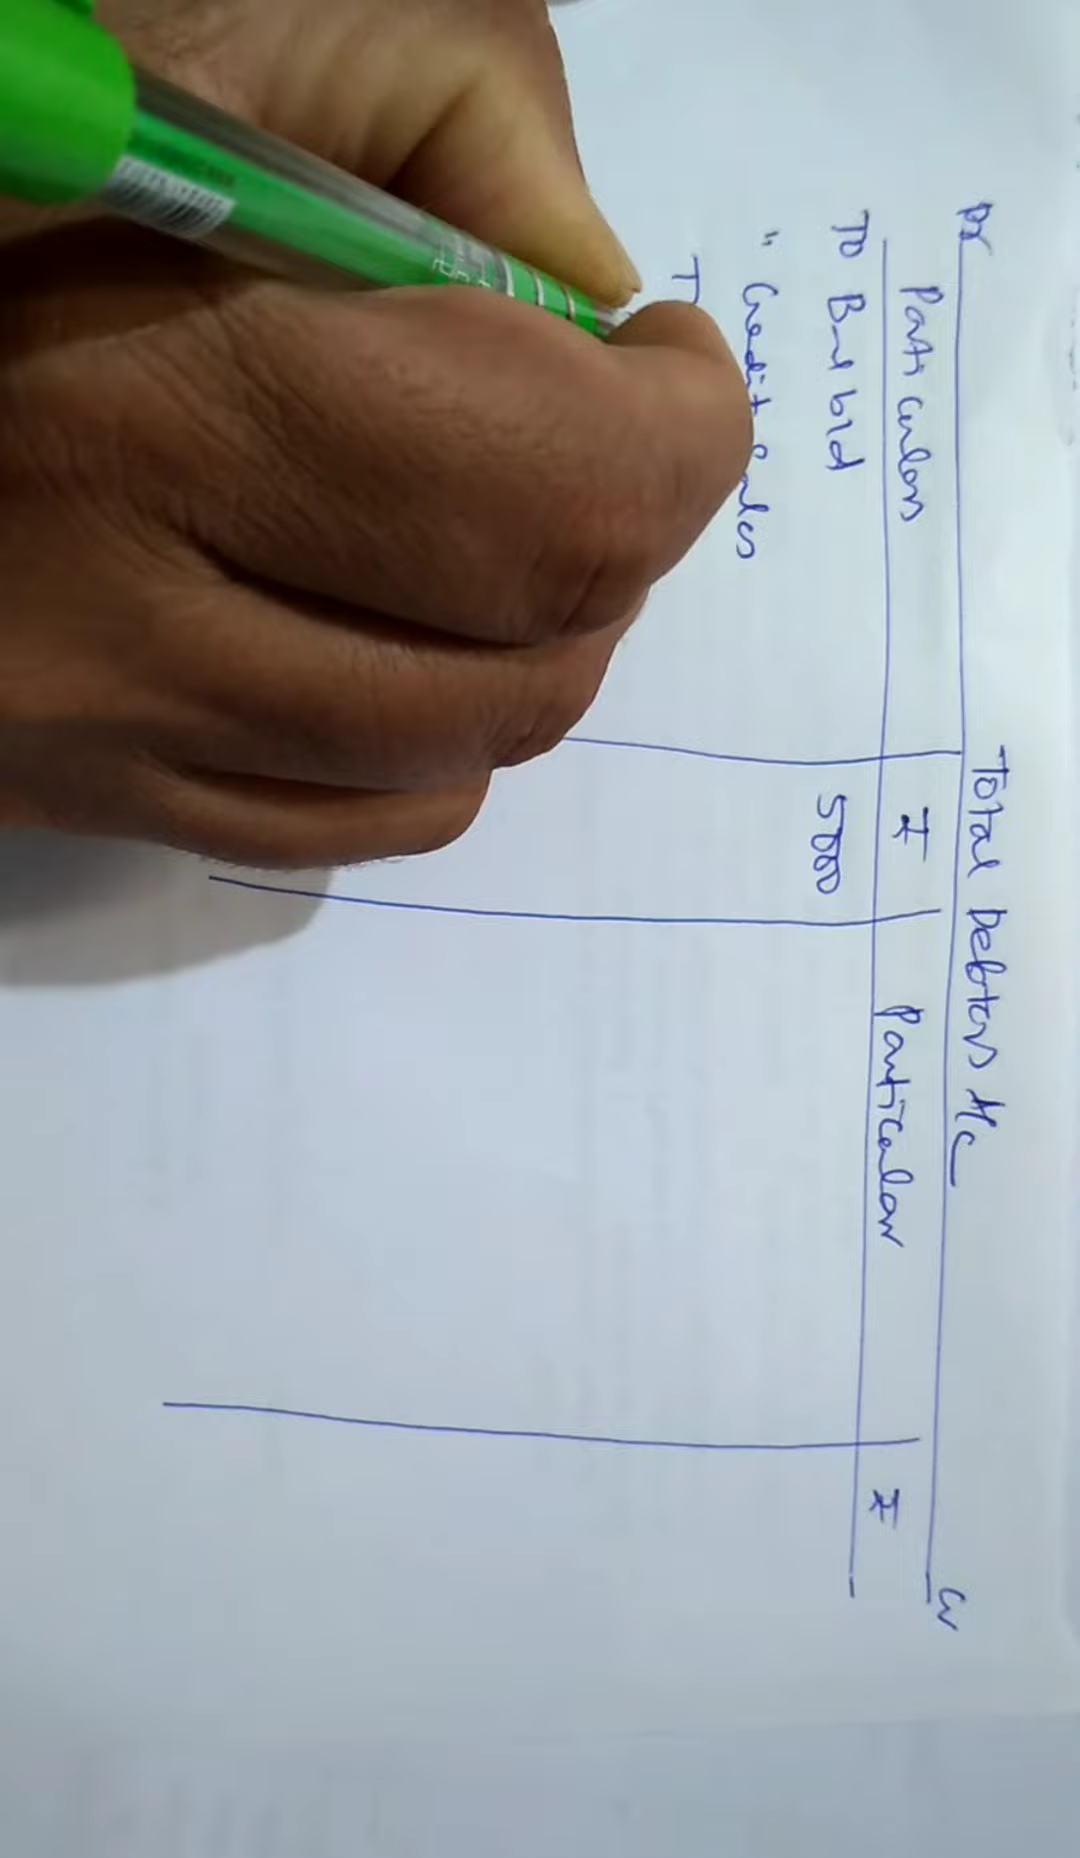 Total Debtors A/c
Dr Cr
Particulars ₹ Particular ₹
To Bal b/d 5000
" Credit Sales
T